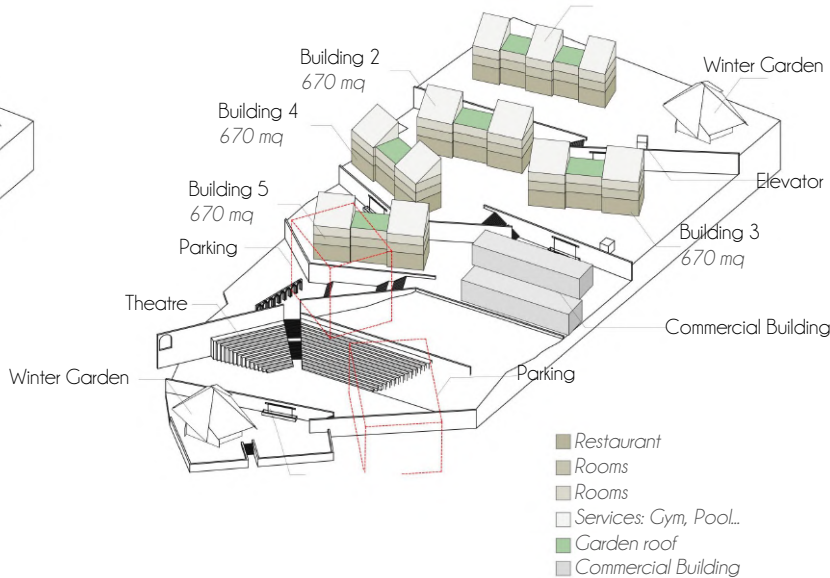 Building 2
670 mq
Winter Garden
Building 4
670 mq
Elevator
Building 5
670 mq
Building 3
670 mq
Parking
Theatre
Commercial Building
Winter Garden
Parking
Restaurant
Rooms
Rooms
Services: Gym, Pool...
Garden roof
Commercial Building